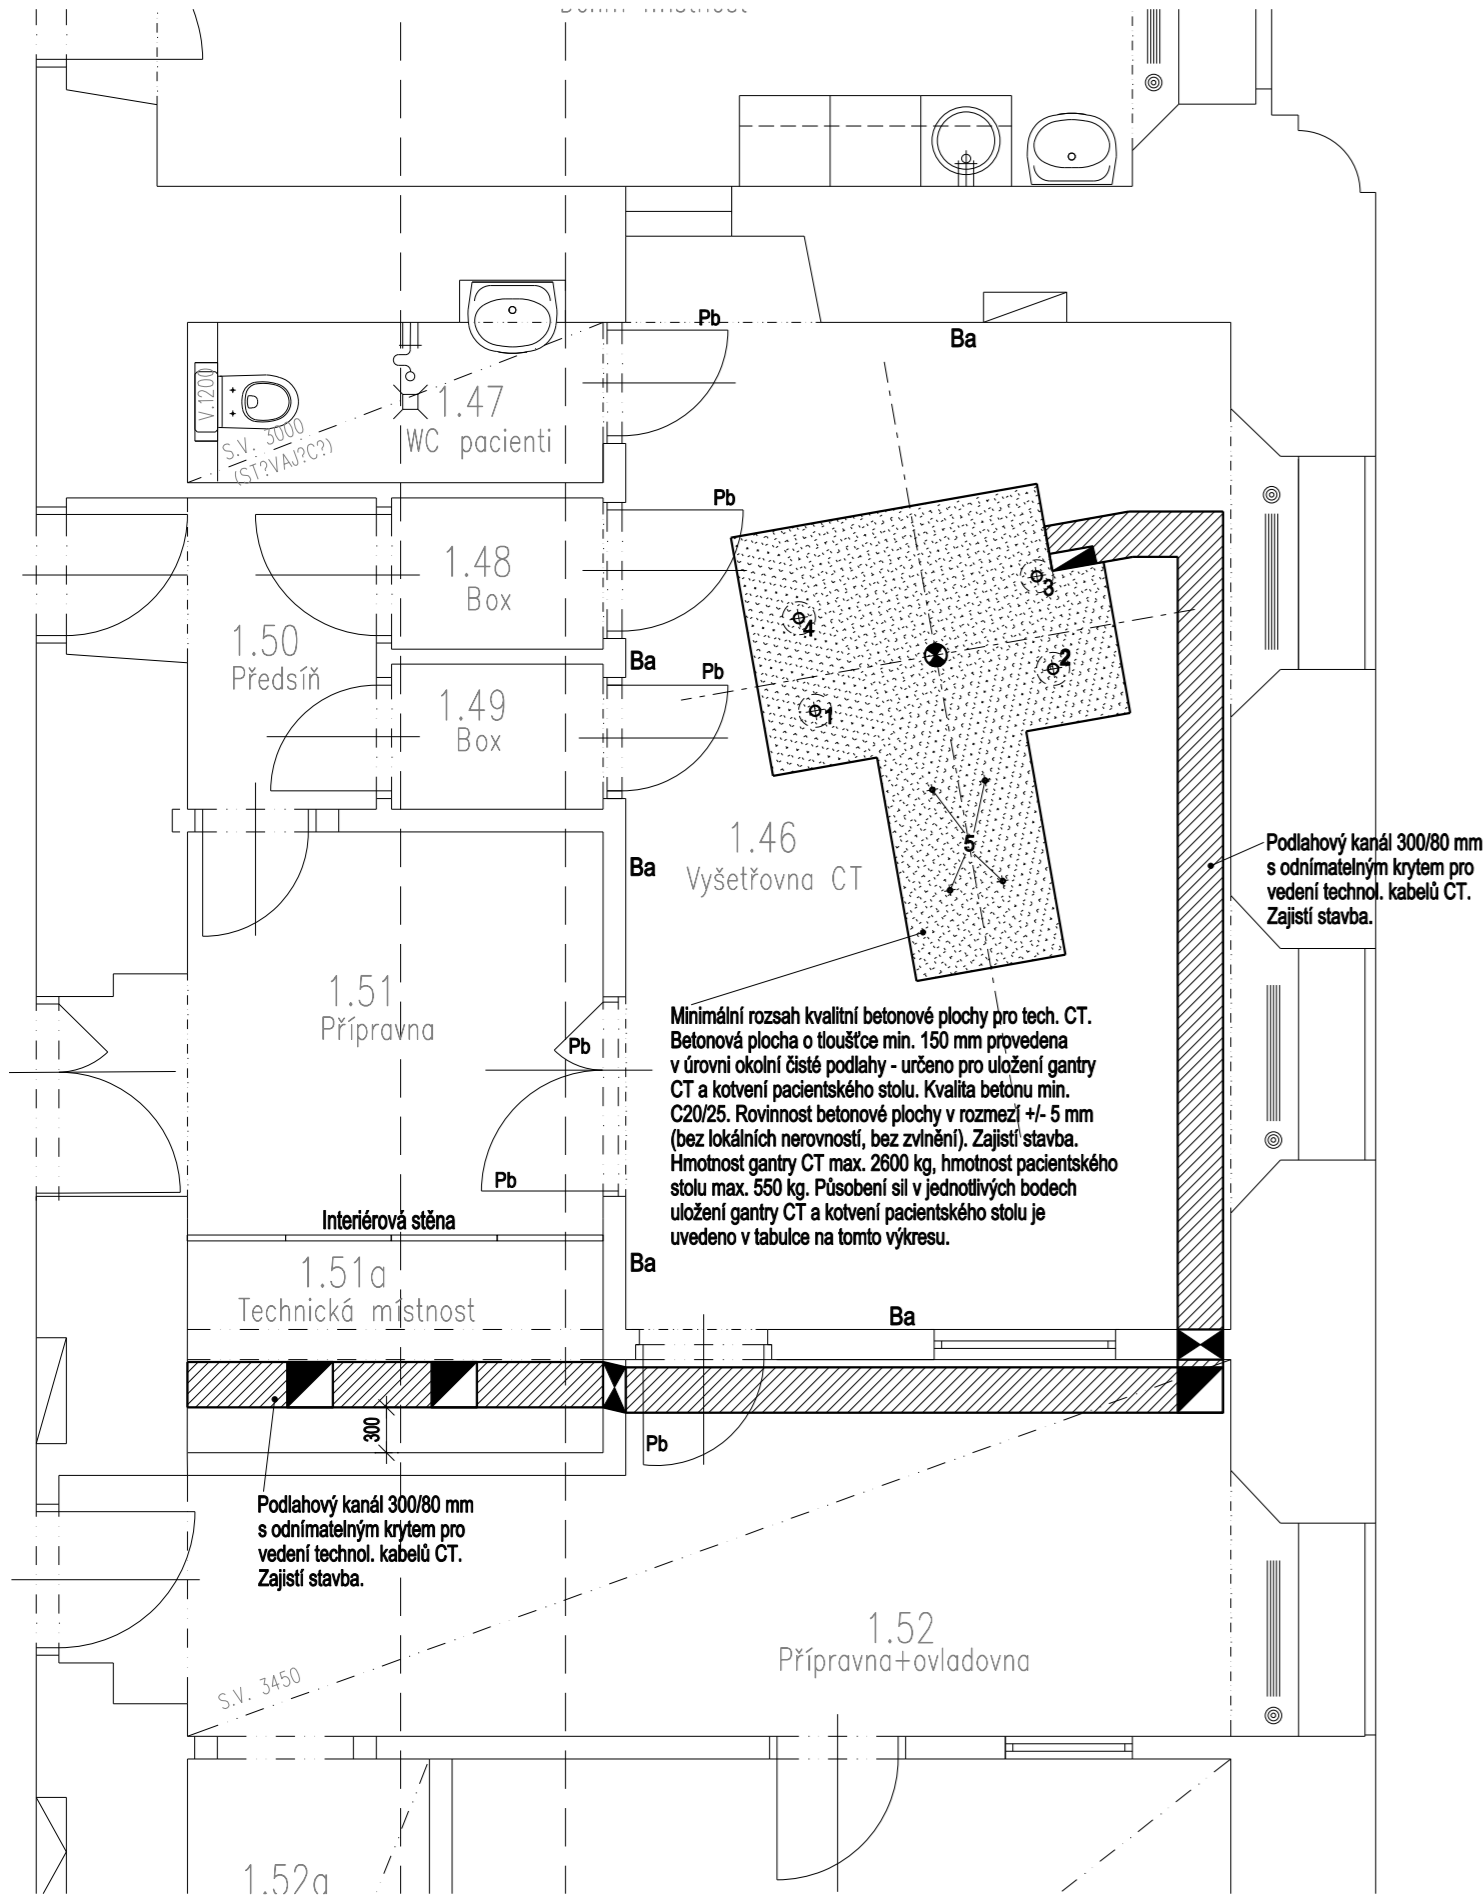 Pb
Ba
1.47
WC pacienti
V.1200
S.V. 3000
(ST?VAJ?C?)
Pb
1.48
Box
3
4
1.50
Předsíň
Ba
Pb
2
1.49
Box
1
1.46
Vyšetřovna CT
5
Ba
Podlahový kanál 300/80 mm
s odnímatelným krytem pro
vedení technol. kabelů CT.
Zajistí stavba.
1.51
Přípravna
Pb
Pb
Minimální rozsah kvalitní betonové plochy pro tech. CT.
Betonová plocha o tloušťce min. 150 mm provedena
v úrovni okolní čisté podlahy - určeno pro uložení gantry
CT a kotvení pacientského stolu. Kvalita betonu min.
C20/25. Rovinnost betonové plochy v rozmezí +/- 5 mm
(bez lokálních nerovností, bez zvlnění). Zajistí stavba.
Hmotnost gantry CT max. 2600 kg, hmotnost pacientského
stolu max. 550 kg. Působení sil v jednotlivých bodech
uložení gantry CT a kotvení pacientského stolu je
uvedeno v tabulce na tomto výkresu.
Interiérová stěna
1.51a
Technická místnost
Ba
Ba
300
Pb
Podlahový kanál 300/80 mm
s odnímatelným krytem pro
vedení technol. kabelů CT.
Zajistí stavba.
1.52
Přípravna+ovladovna
S.V. 3450
1.52a